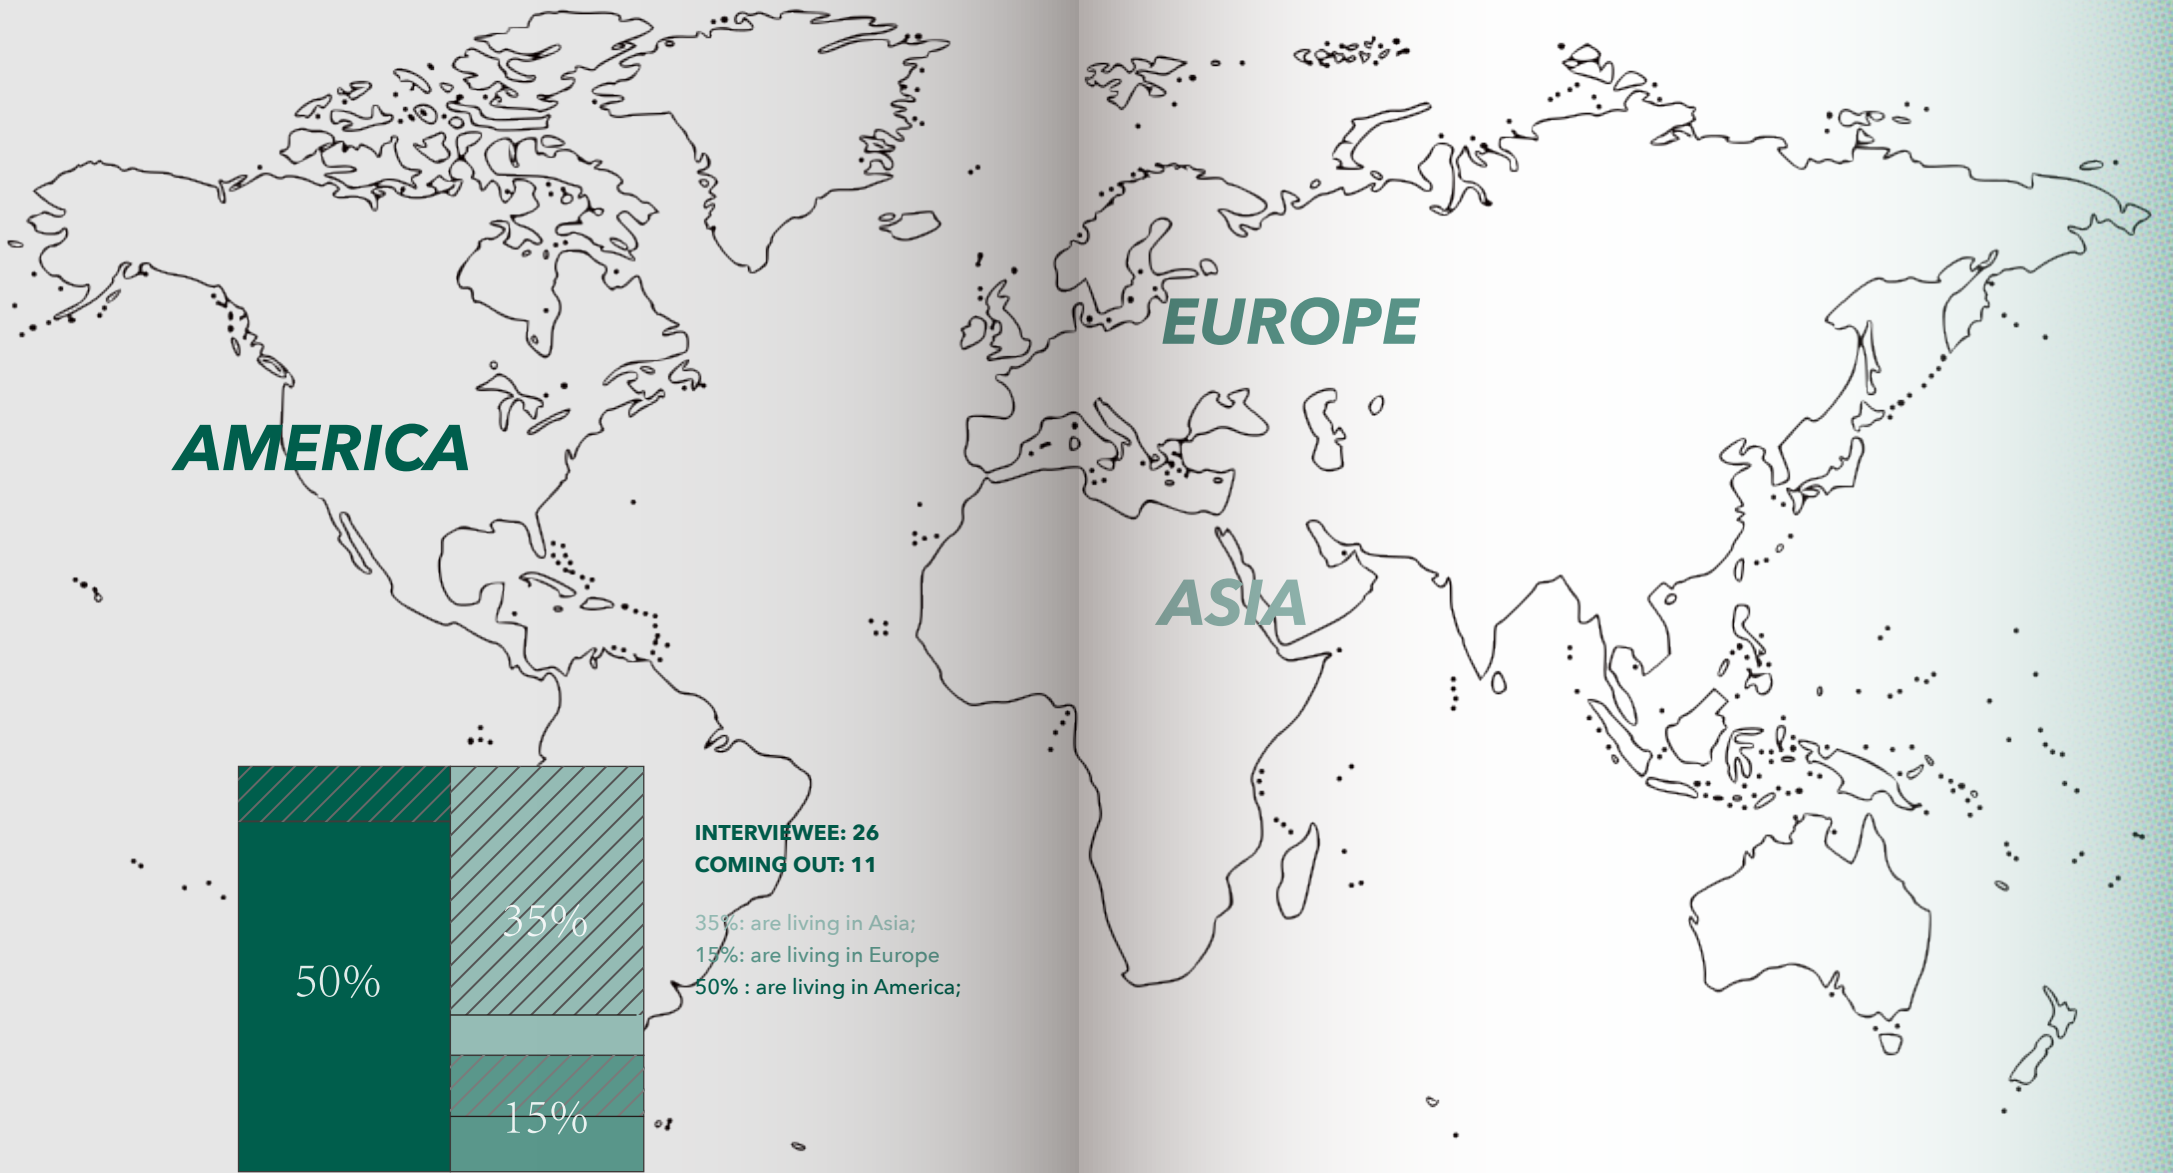 EUROPE
AMERICA
ASIA
50%
35%
15%
INTERVIEWEE: 26
COMING OUT: 11
35%: are living in Asia;
15%: are living in Europe
50% : are living in America;